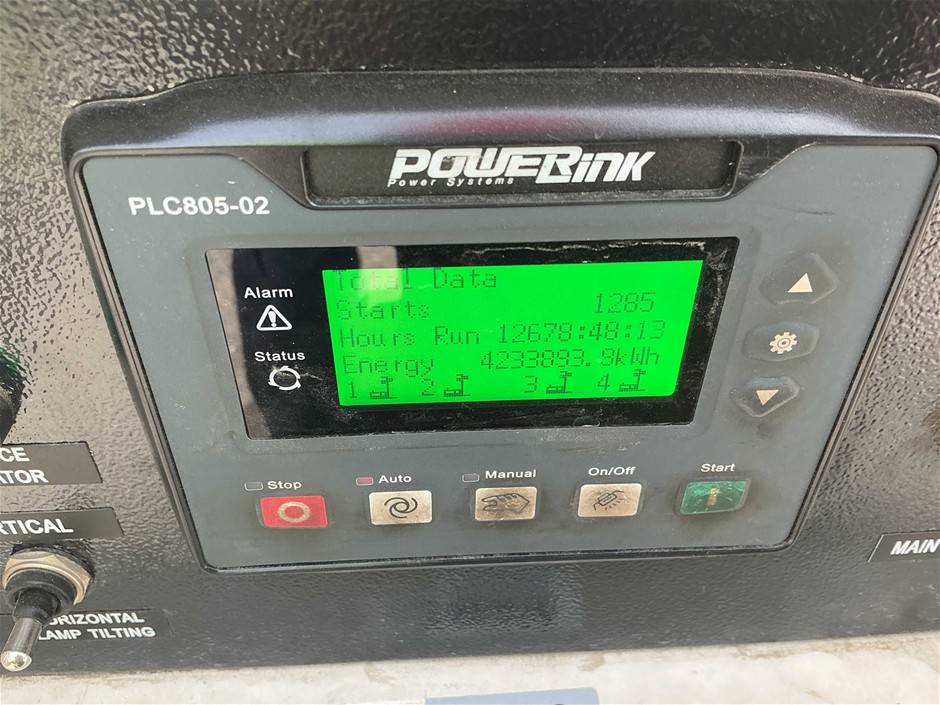 POWERLINK
Power Systems
PLC805-02
Alarm
Status
Total Data
Starts 1285
Hours Run 12678:48:13
Energy 4233893.9kWh
1 2 3 4
Stop
Auto
Manual
On/Off
Start
CE
ATOR
RTICAL
HORIZONTAL
LAMP TILTING
MAIN